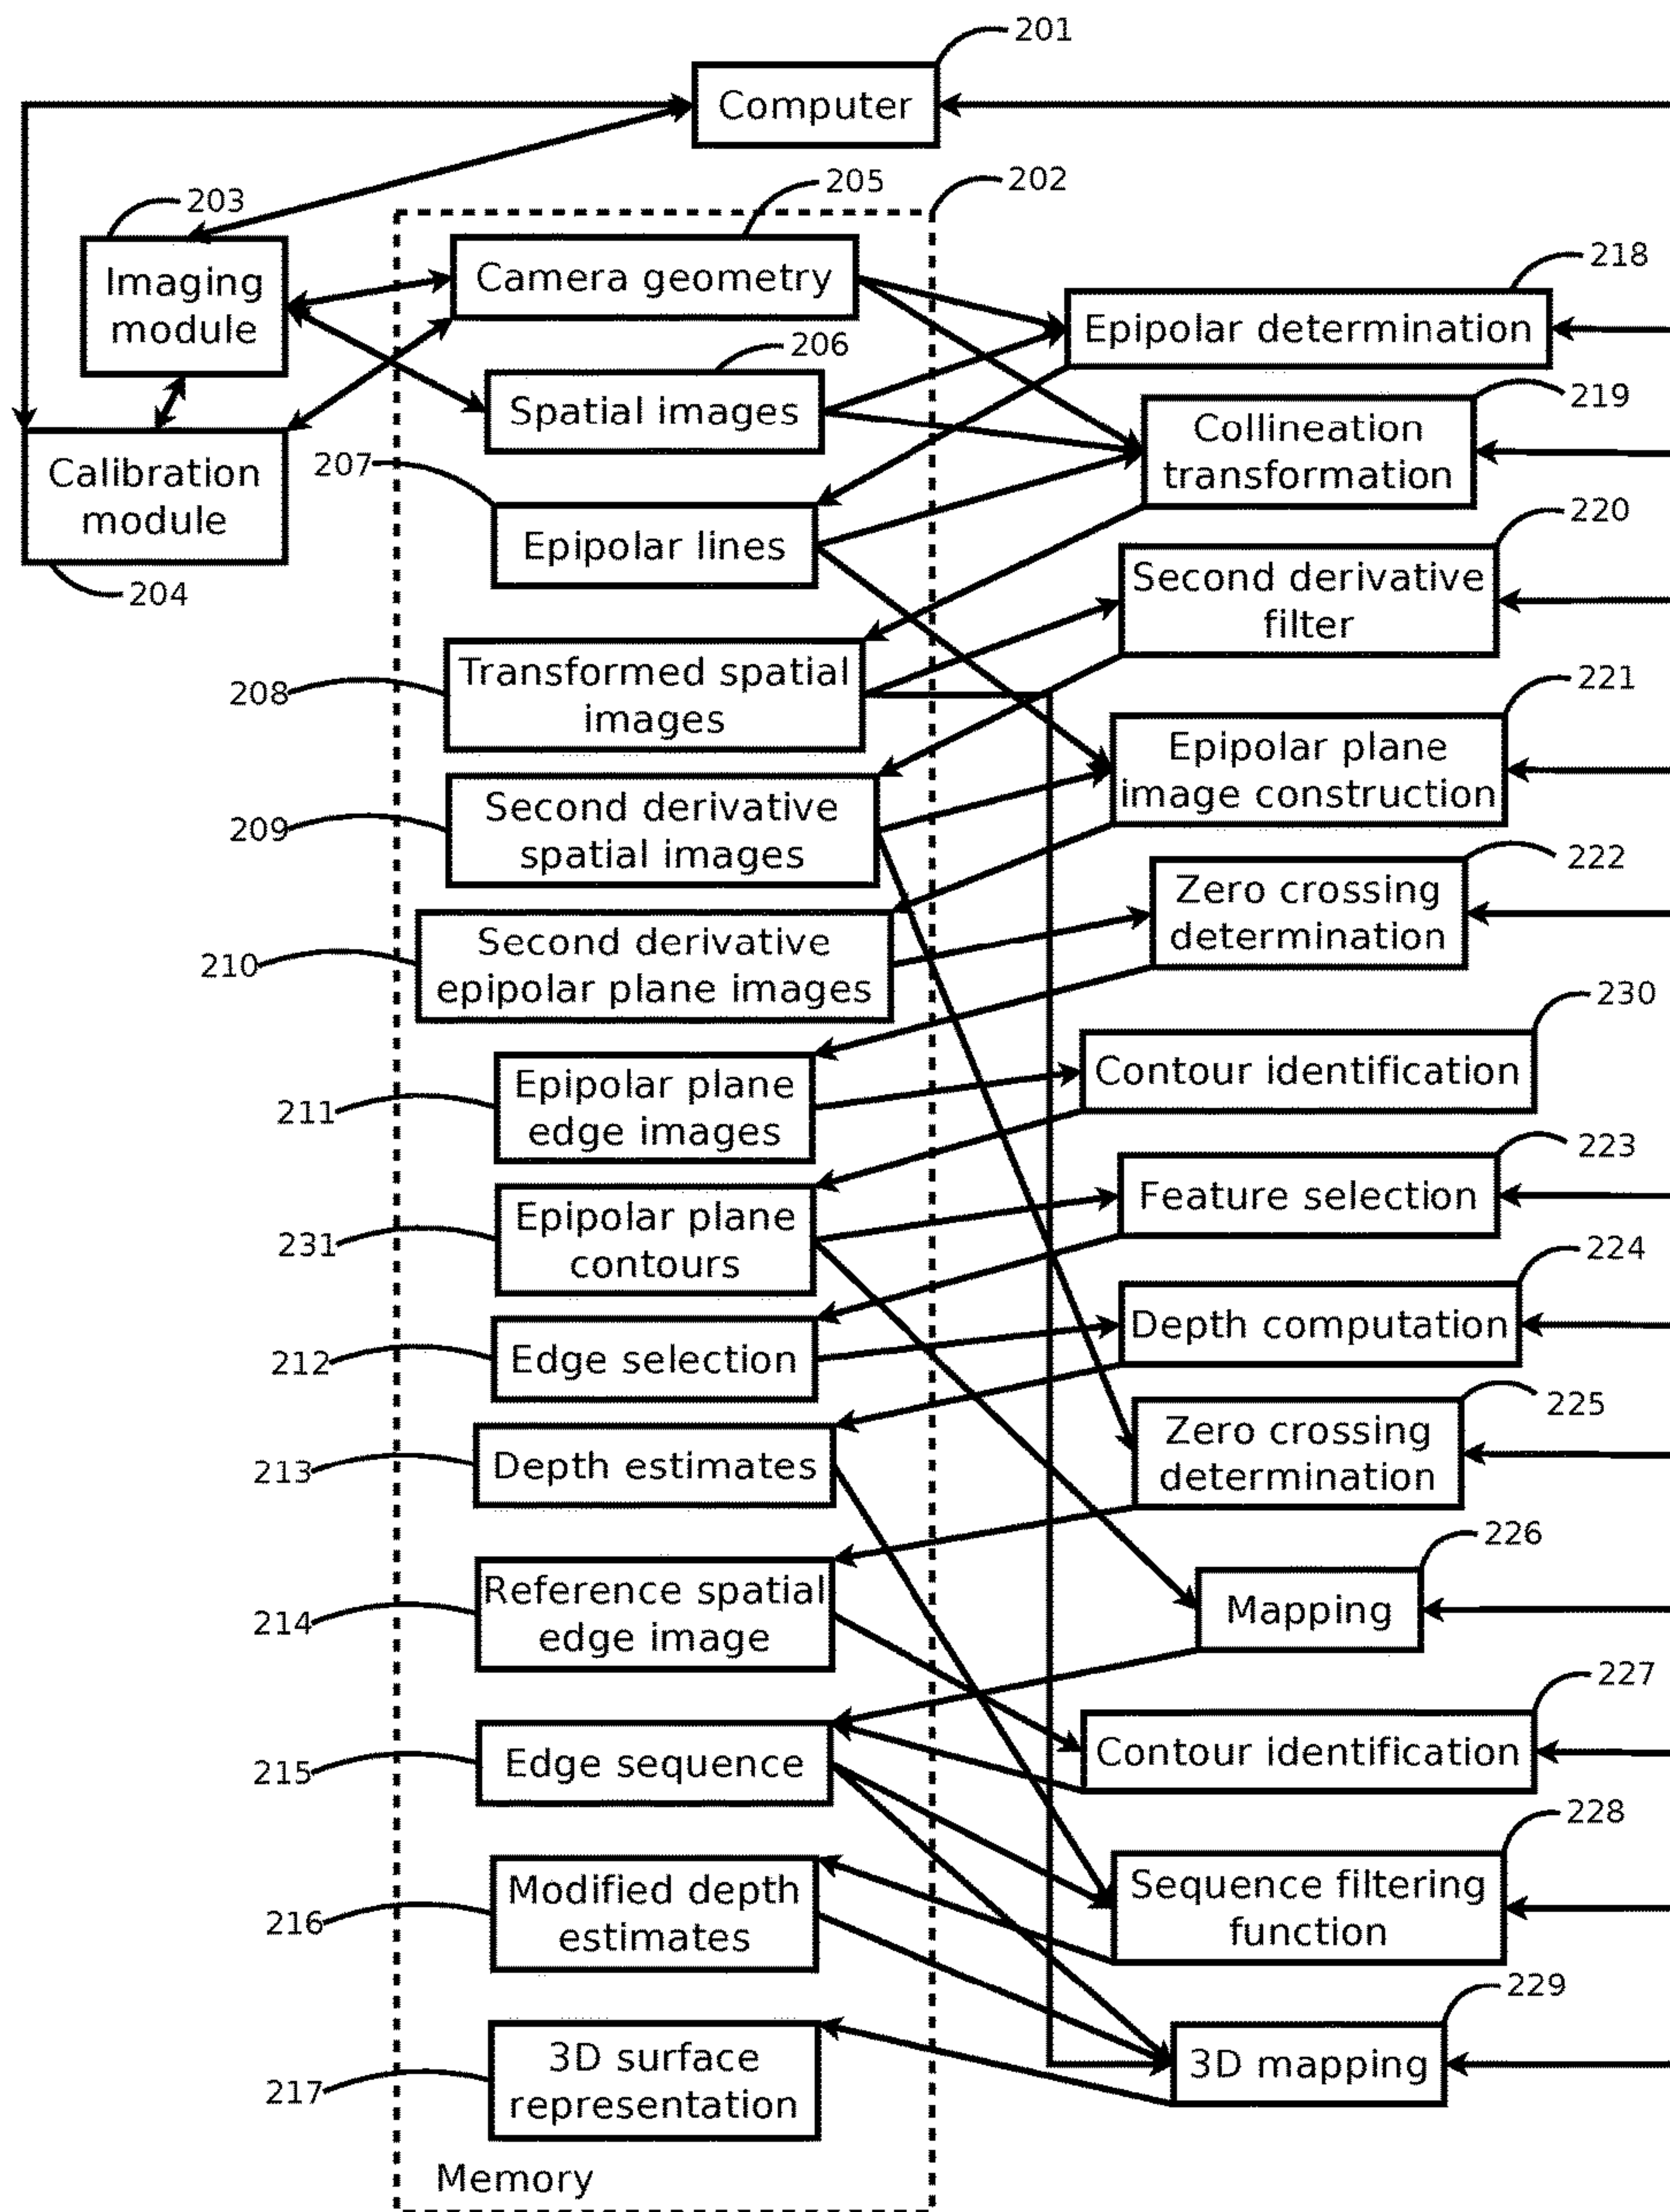 201
Computer
202
205
203
Camera geometry
Imaging
module
218
Epipolar determination
206
Spatial images
219
Collineation
transformation
207
Calibration
module
204
Epipolar lines
220
Second derivative
filter
208
Transformed spatial
images
221
Epipolar plane
image construction
209
Second derivative
spatial images
222
Zero crossing
determination
210
Second derivative
epipolar plane images
230
Contour identification
211
Epipolar plane
edge images
223
Feature selection
231
Epipolar plane
contours
224
Depth computation
212
Edge selection
225
Zero crossing
determination
213
Depth estimates
226
Mapping
214
Reference spatial
edge image
227
Contour identification
215
Edge sequence
228
Sequence filtering
function
216
Modified depth
estimates
229
3D mapping
217
3D surface
representation
Memory